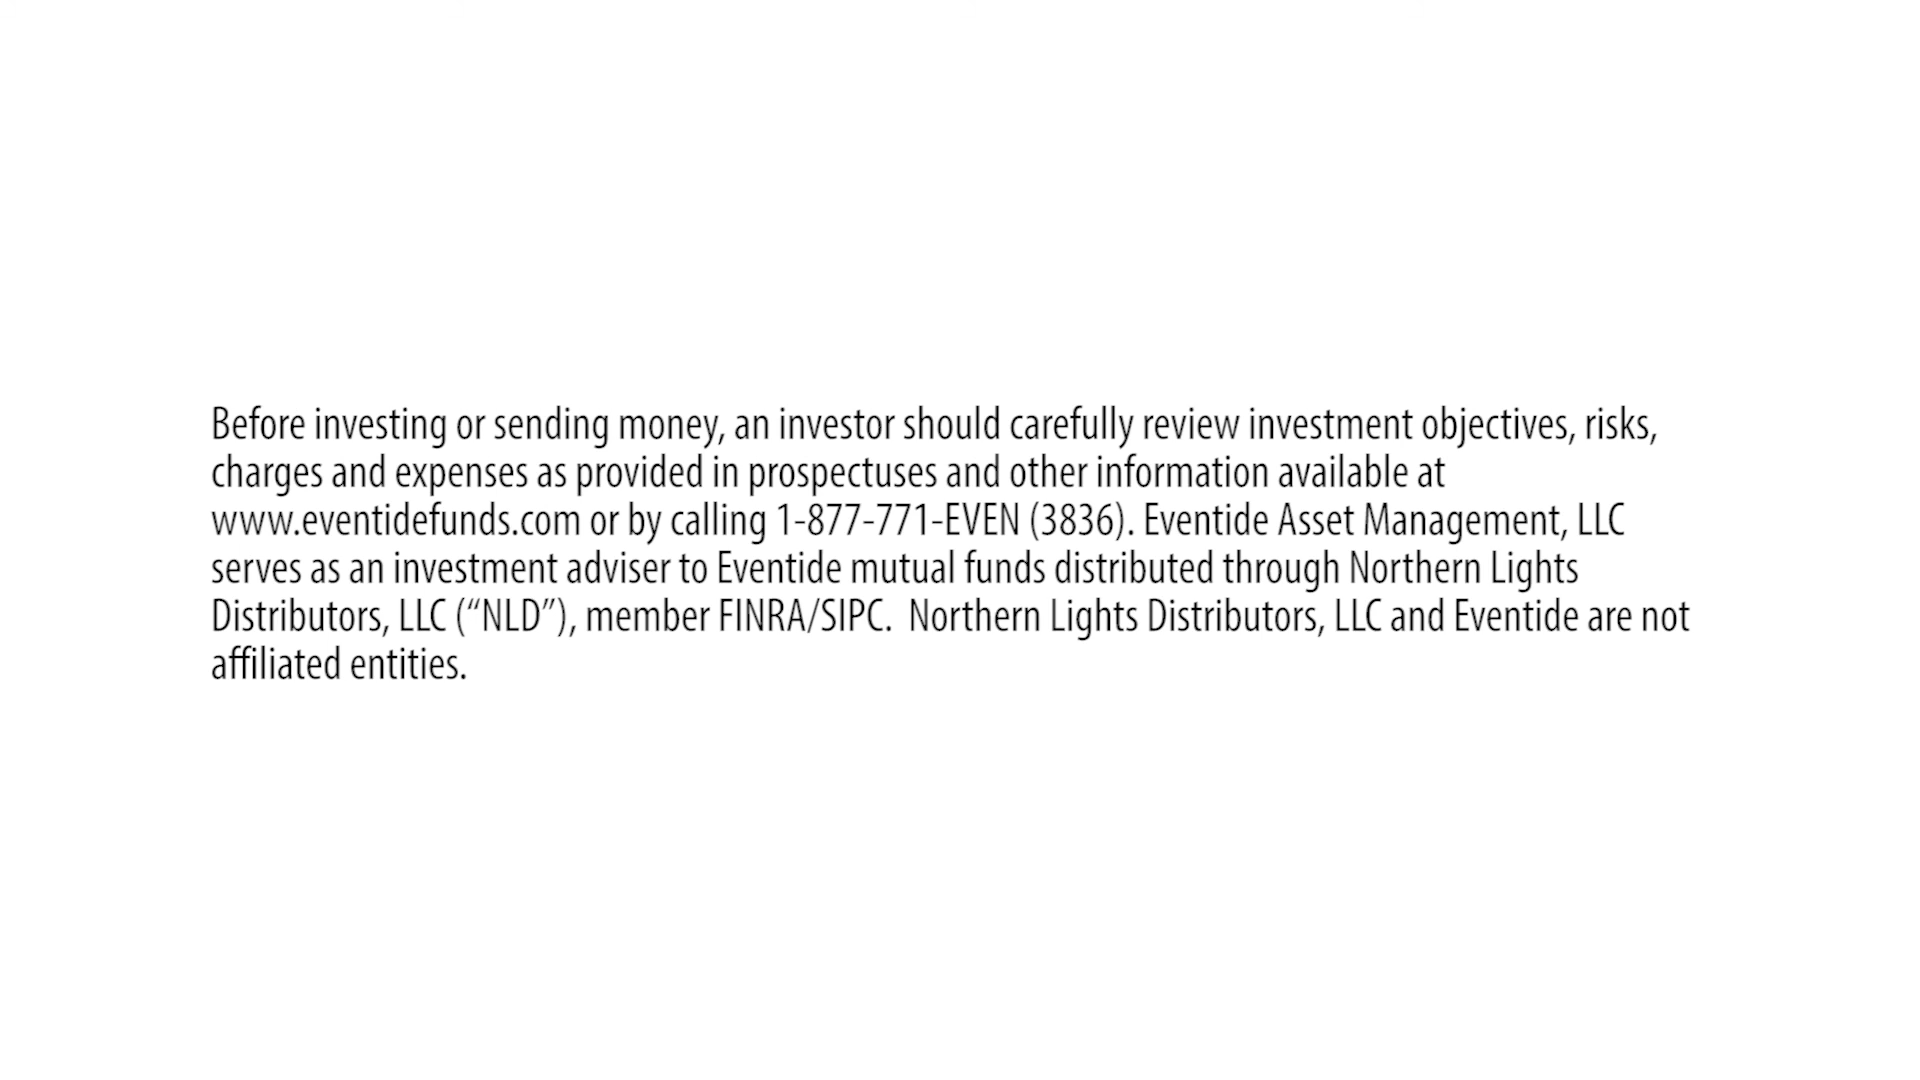 Before investing or sending money, an investor should carefully review investment objectives, risks,
charges and expenses as provided in prospectuses and other information available at
www.eventidefunds.com or by calling 1-877-771-EVEN (3836). Eventide Asset Management, LLC
serves as an investment adviser to Eventide mutual funds distributed through Northern Lights
Distributors, LLC (“NLD”), member FINRA/SIPC.  Northern Lights Distributors, LLC and Eventide are not
affiliated entities.